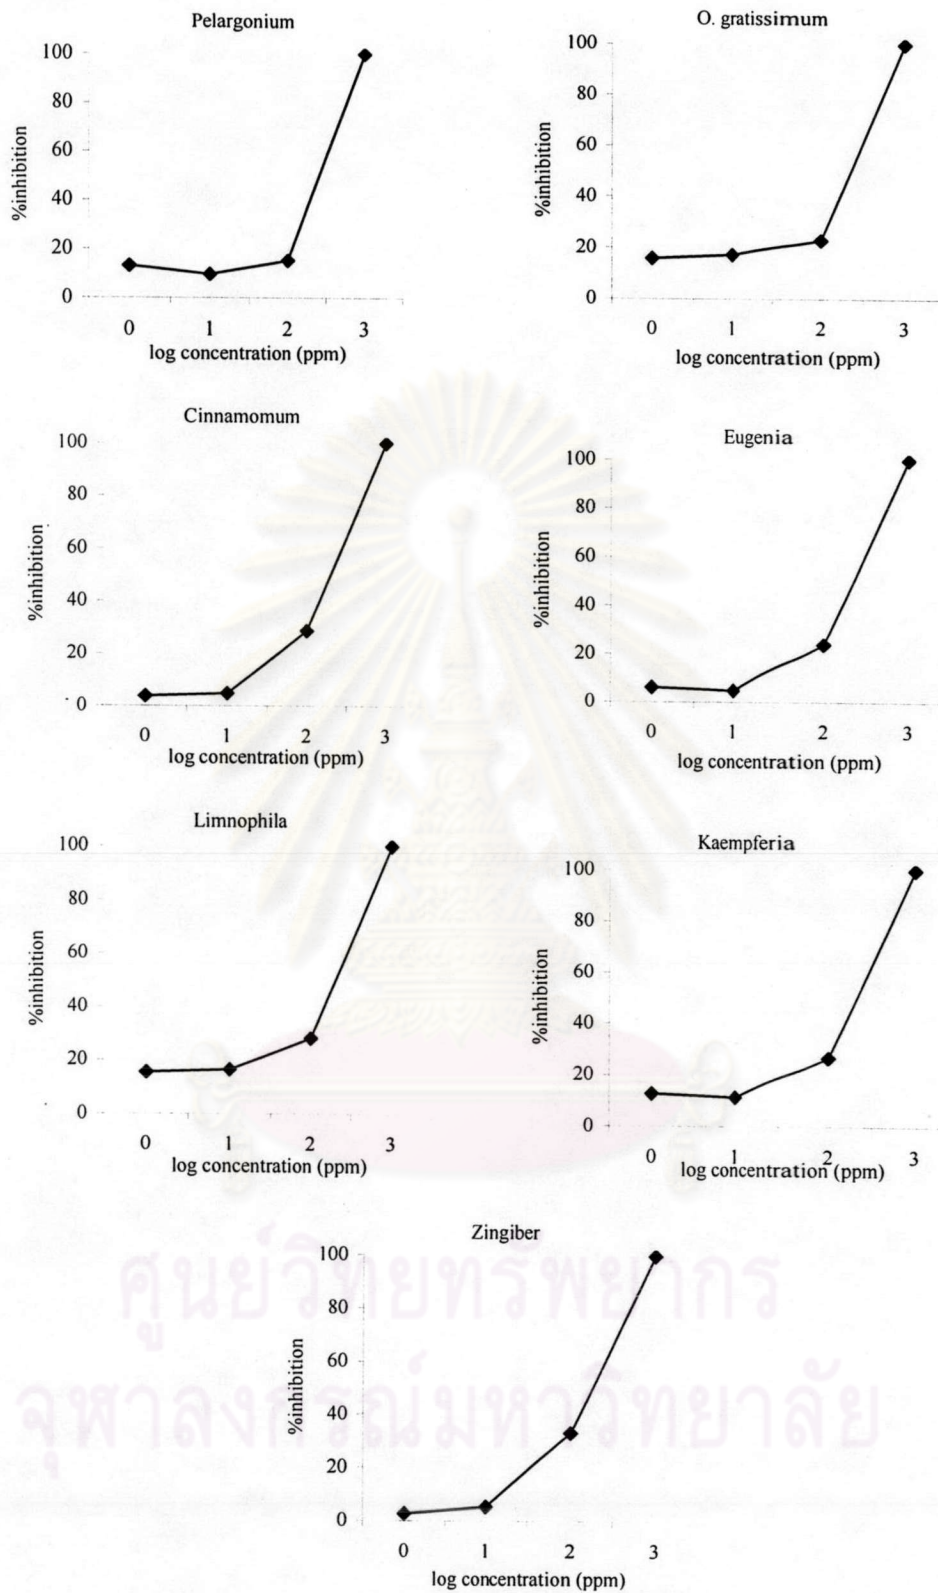 Pelargonium
100
80
60
40
20
0
%inhibition
0 1 2 3
log concentration (ppm)
O. gratissimum
100
80
60
40
20
0
%inhibition
0 1 2 3
log concentration (ppm)
Cinnamomum
100
80
60
40
20
0
%inhibition
0 1 2 3
log concentration (ppm)
Eugenia
100
80
60
40
20
0
%inhibition
0 1 2 3
log concentration (ppm)
Limnophila
100
80
60
40
20
0
%inhibition
0 1 2 3
log concentration (ppm)
Kaempferia
100
80
60
40
20
0
%inhibition
0 1 2 3
log concentration (ppm)
Zingiber
100
80
60
40
20
0
%inhibition
0 1 2 3
log concentration (ppm)
ศูนย์วิทยทรัพยากร
จุฬาลงกรณ์มหาวิทยาลัย